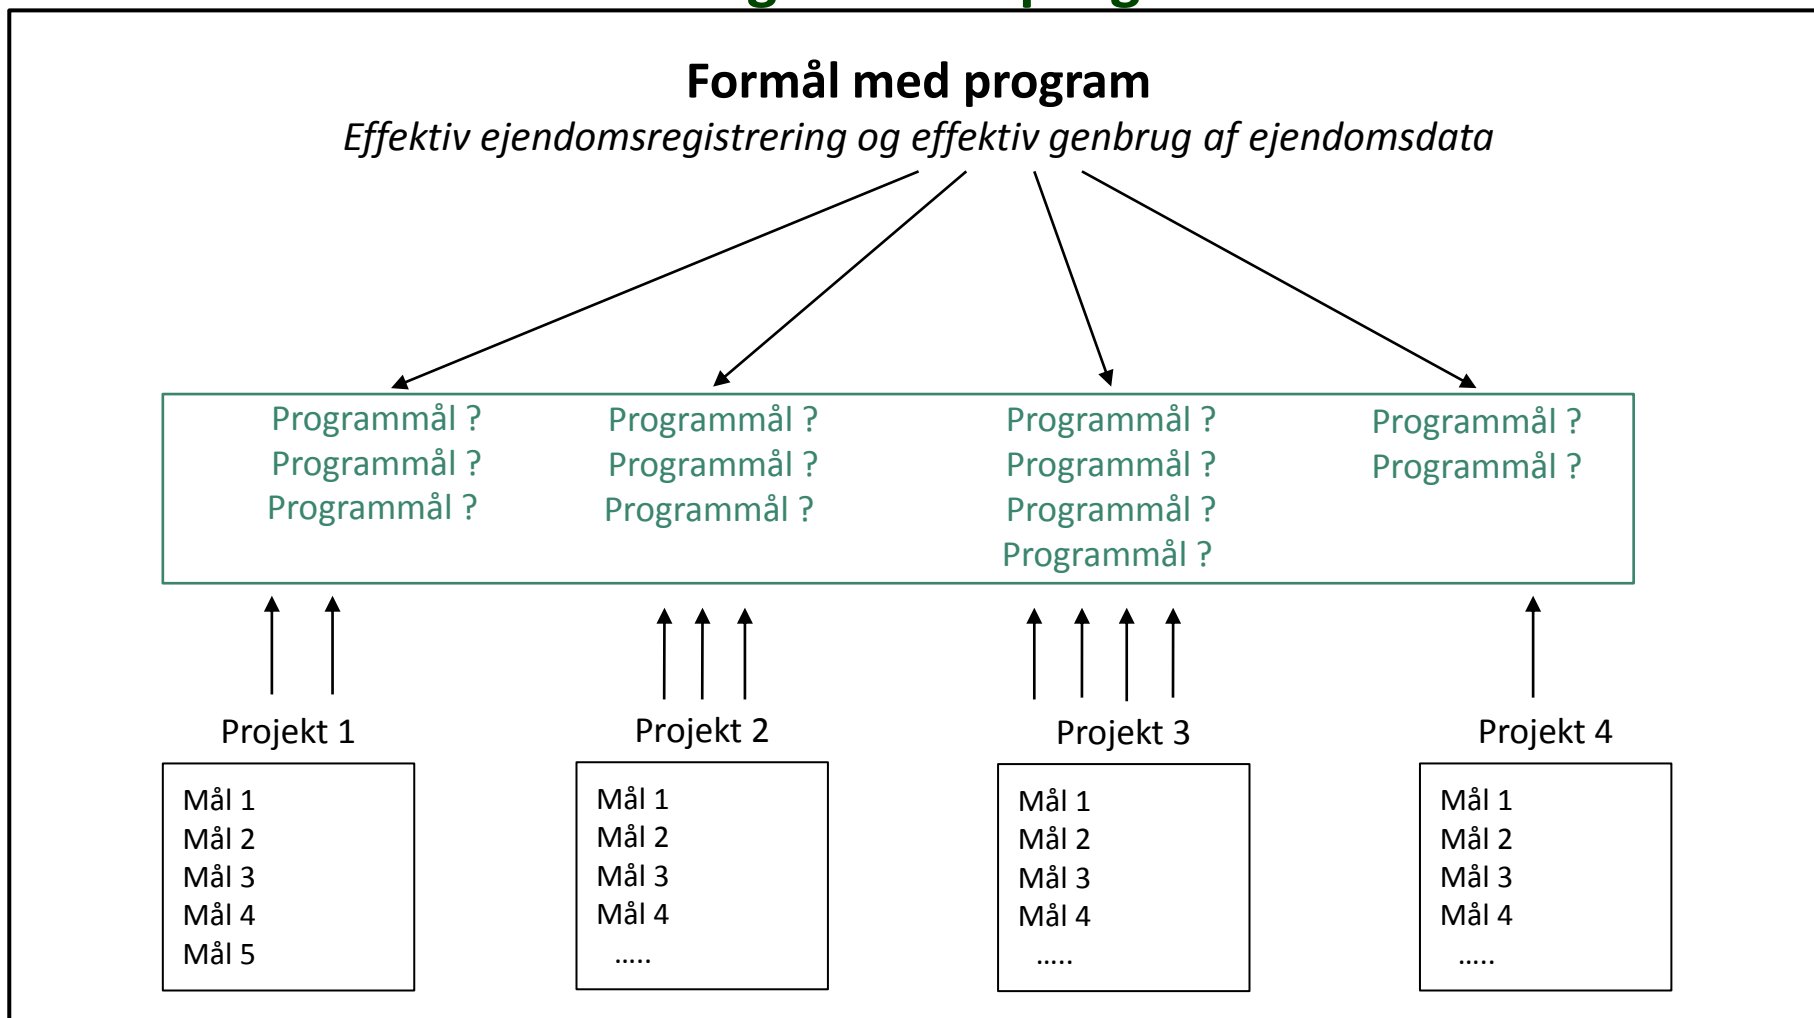 Formål med program
Effektiv ejendomsregistrering og effektiv genbrug af ejendomsdata
Programmål ?
Programmål ?
Programmål ?
Programmål ?
Programmål ?
Programmål ?
Programmål ?
Programmål ?
Programmål ?
Programmål ?
Programmål ?
Programmål ?
Projekt 1
Mål 1
Mål 2
Mål 3
Mål 4
Mål 5
Projekt 2
Mål 1
Mål 2
Mål 3
Mål 4
.....
Projekt 3
Mål 1
Mål 2
Mål 3
Mål 4
.....
Projekt 4
Mål 1
Mål 2
Mål 3
Mål 4
.....